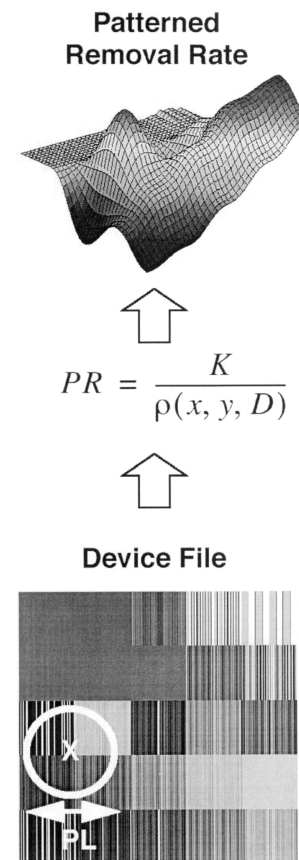 Patterned
Removal Rate
PR = K / ρ(x, y, D)
Device File
X
PL